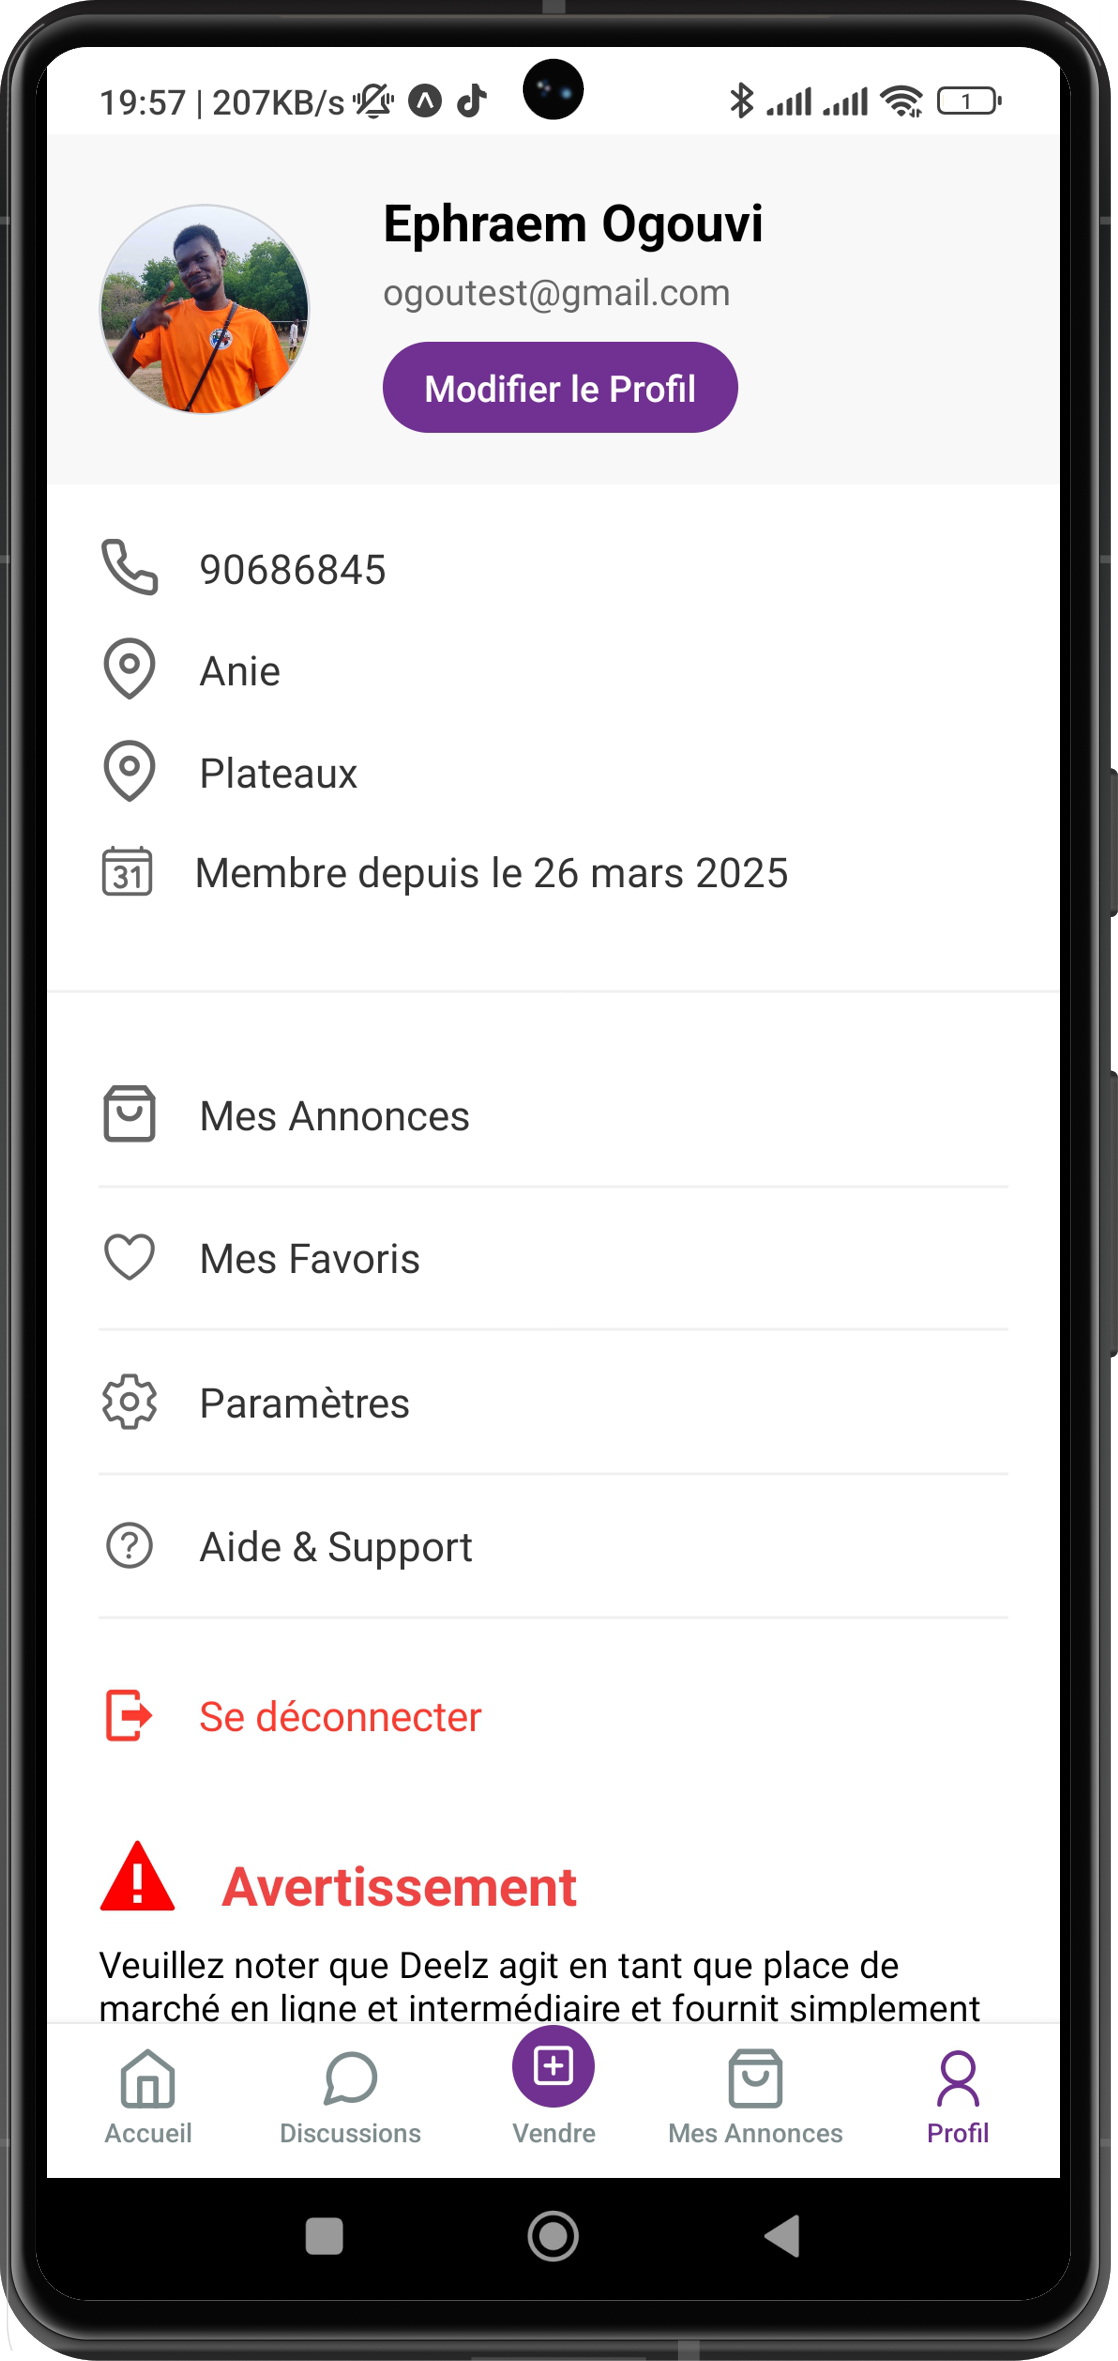 19:57 | 207KB/s
1
Ephraem Ogouvi
ogoutest@gmail.com
Modifier le Profil
90686845
Anie
Plateaux
31 Membre depuis le 26 mars 2025
Mes Annonces
Mes Favoris
Paramètres
Aide & Support
Se déconnecter
Avertissement
Veuillez noter que Deelz agit en tant que place de
marché en ligne et intermédiaire et fournit simplement
Accueil
Discussions
Vendre
Mes Annonces
Profil